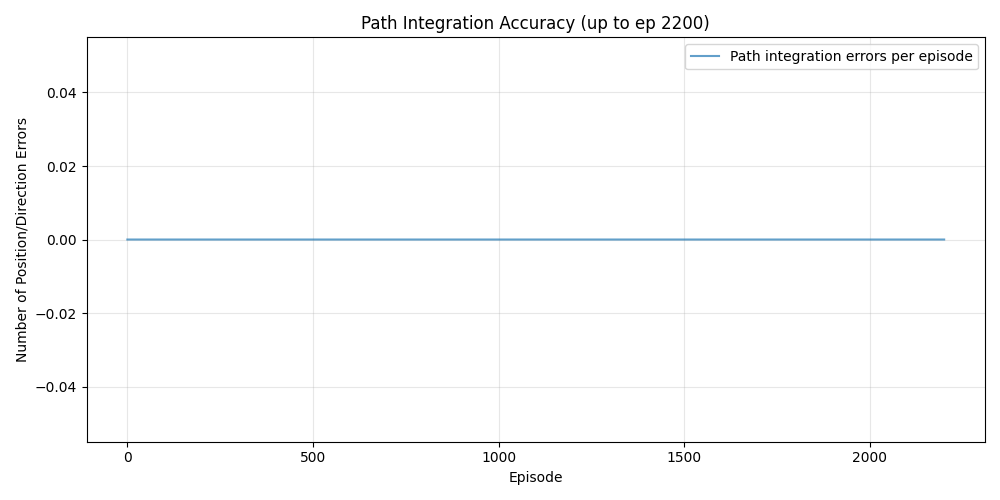 Path Integration Accuracy (up to ep 2200)
Path integration errors per episode
Number of Position/Direction Errors
0.04
0.02
0.00
−0.02
−0.04
0 500 1000 1500 2000
Episode